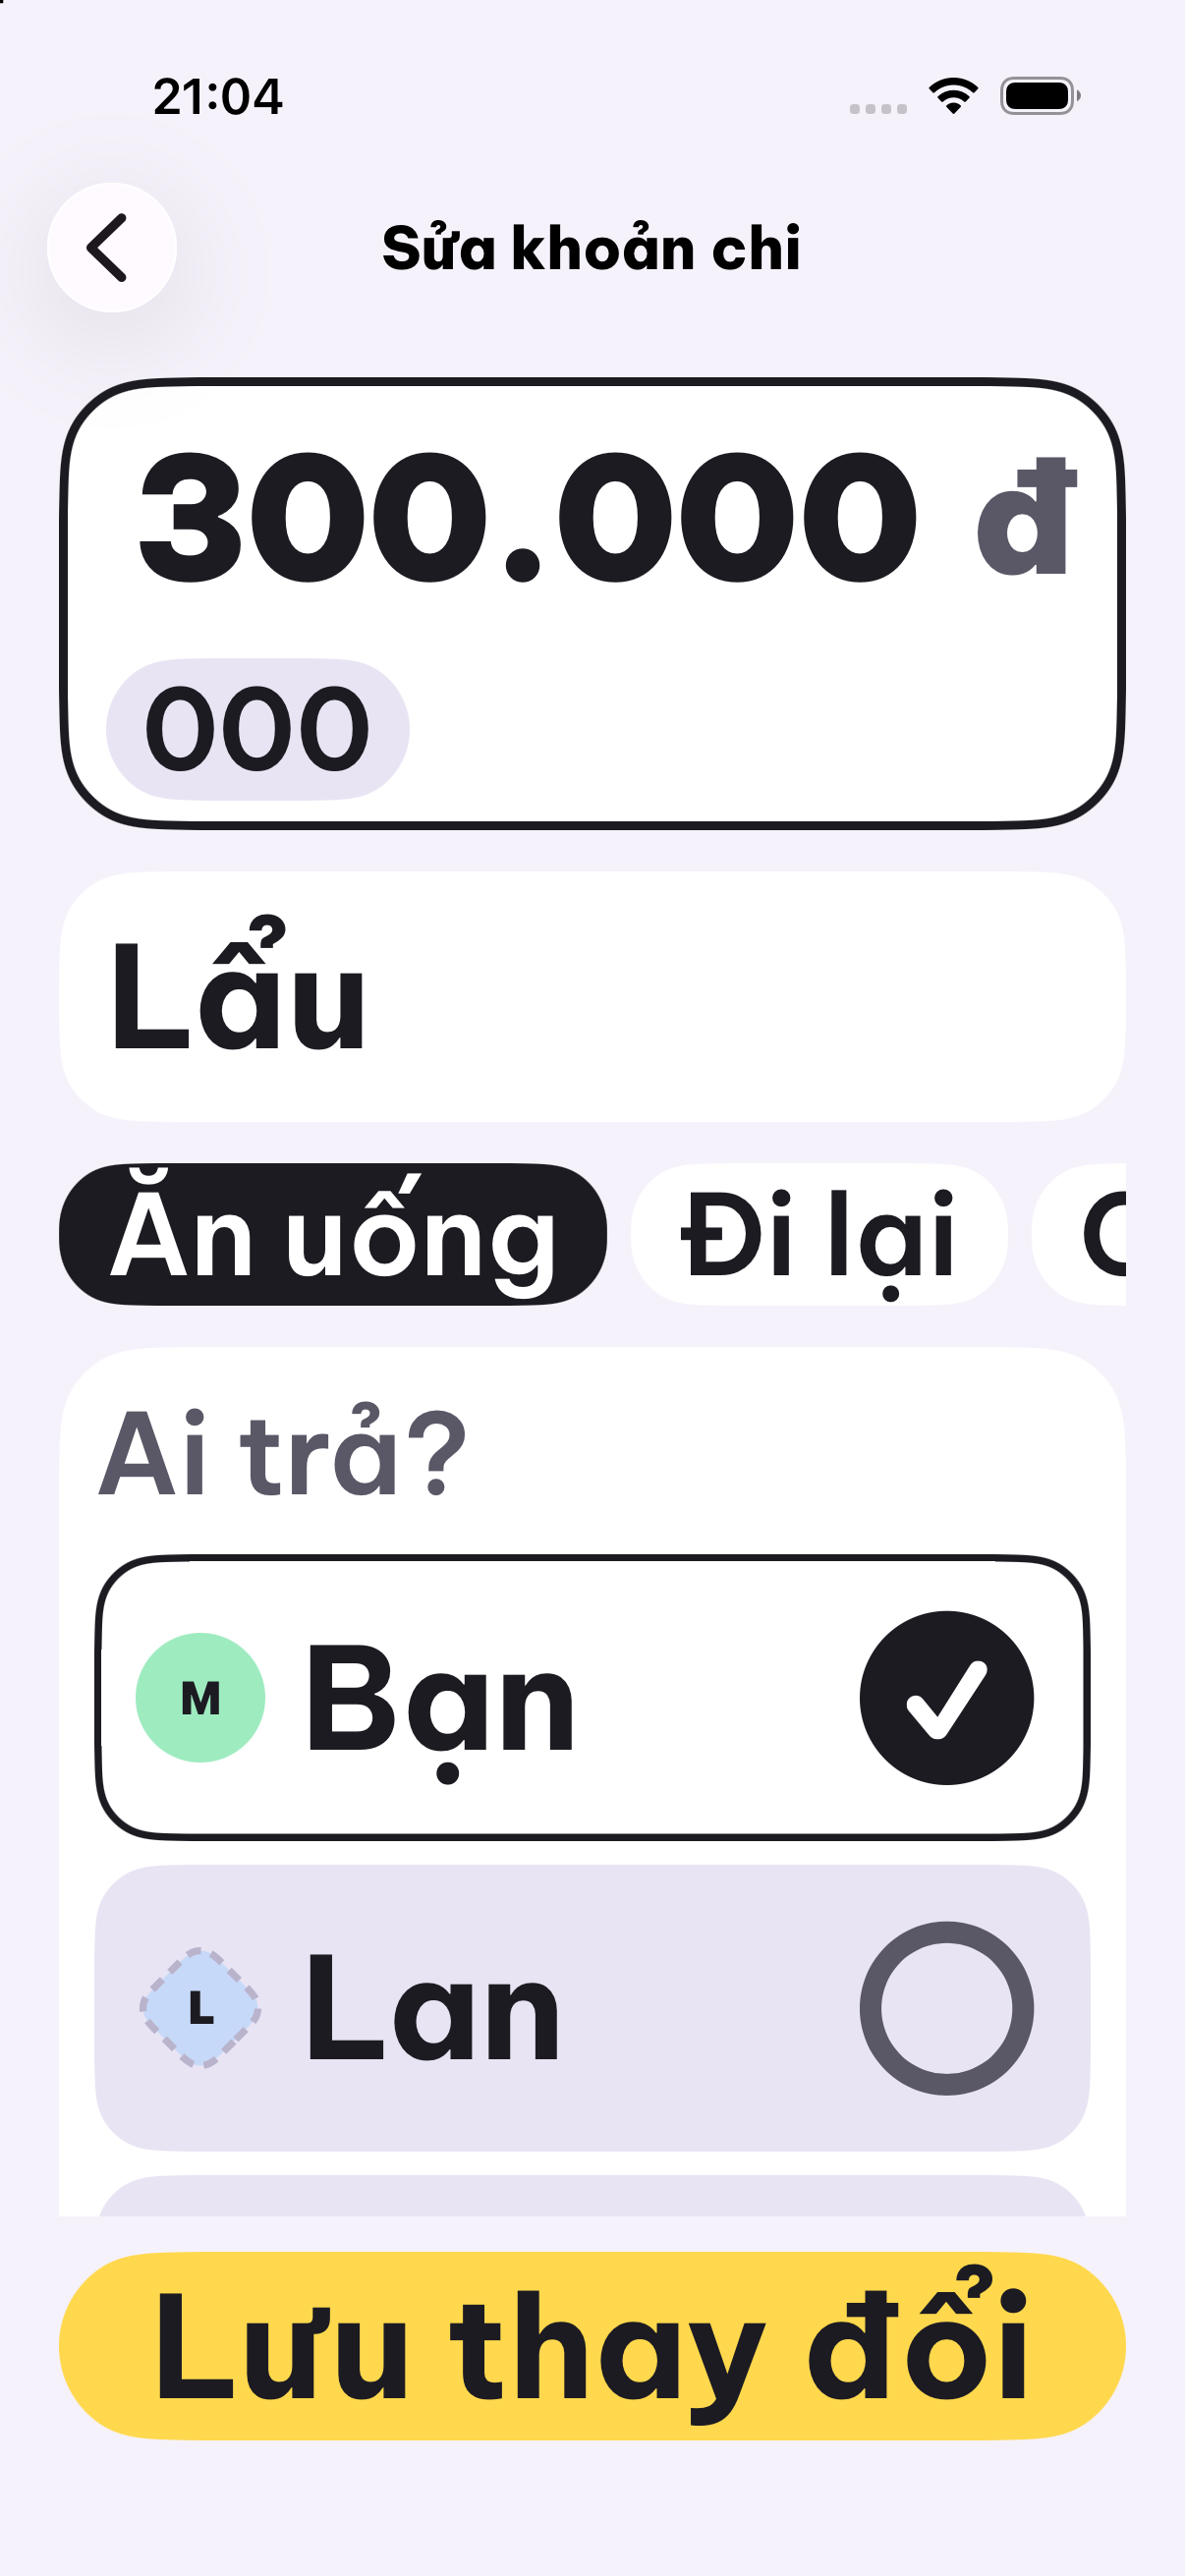 21:04
Sửa khoản chi
300.000 đ
000
Lẩu
Ăn uống Đi lại
Ai trả?
M Bạn
L Lan
Lưu thay đổi